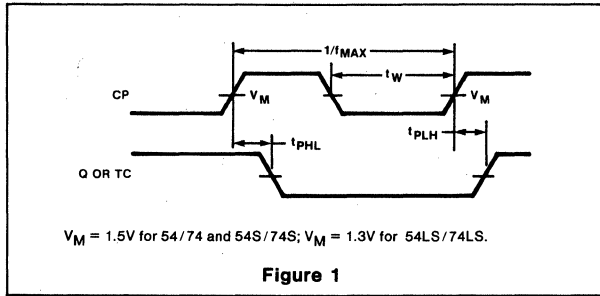 1/fMAX
tW
CP
VM
VM
tPHL
tPLH
Q OR TC
VM = 1.5V for 54/74 and 54S/74S; VM = 1.3V for 54LS/74LS.
Figure 1